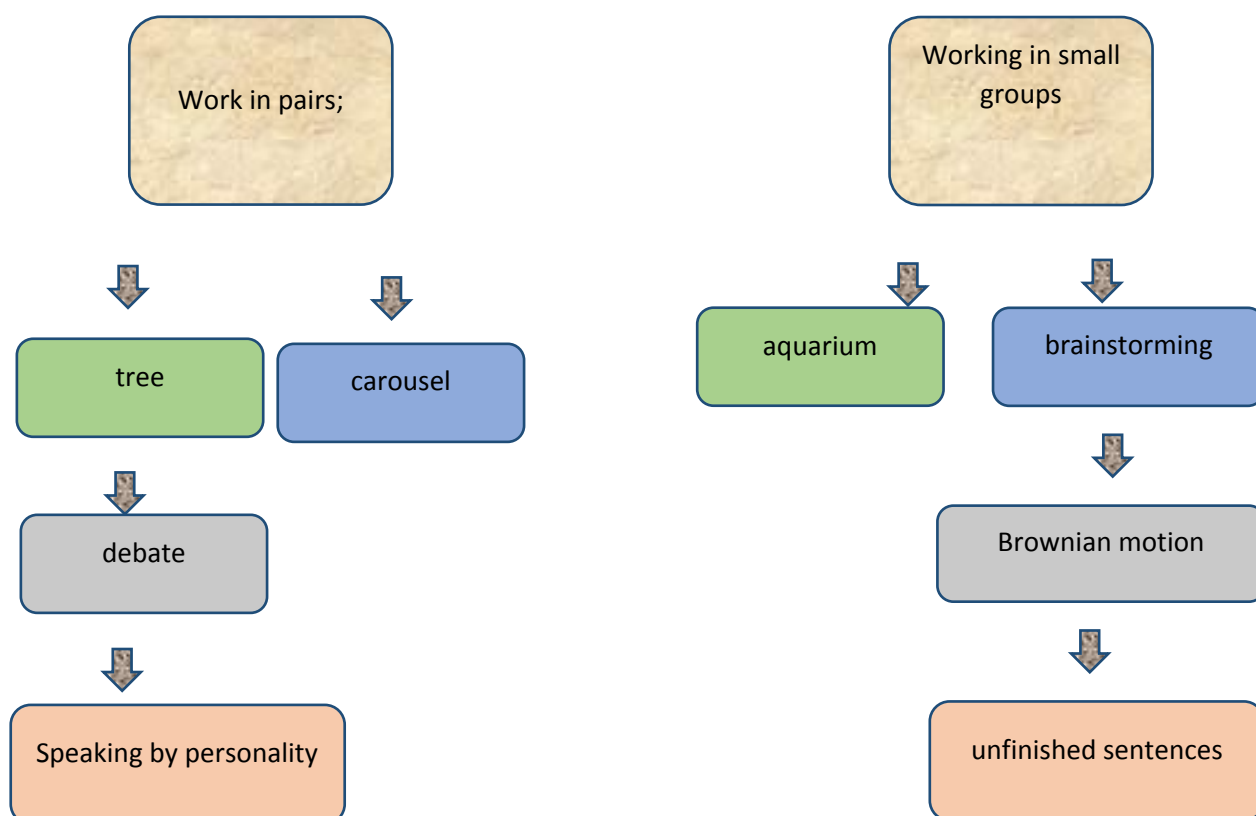 Work in pairs;
Working in small
groups
tree
carousel
aquarium
brainstorming
debate
Brownian motion
Speaking by personality
unfinished sentences